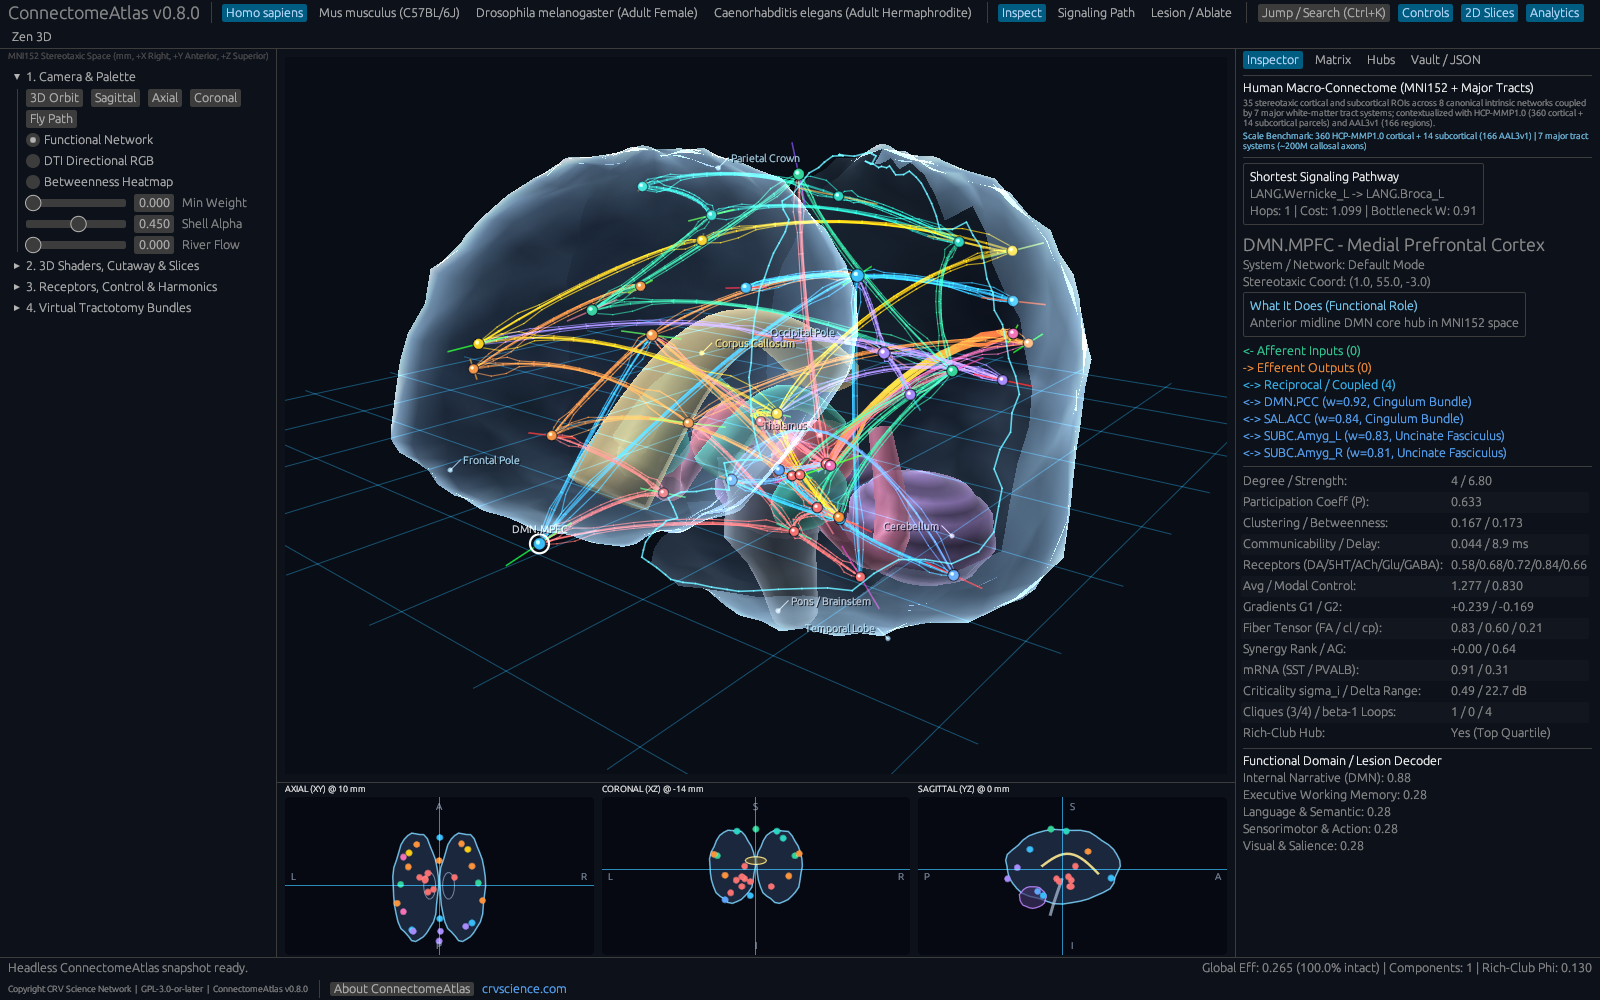 ConnectomeAtlas v0.8.0 Homo sapiens Mus musculus (C57BL/6J) Drosophila melanogaster (Adult Female) Caenorhabditis elegans (Adult Hermaphrodite) Inspect Signaling Path Lesion / Ablate Jump / Search (Ctrl+K) Controls 2D Slices Analytics
Zen 3D
MNI152 Stereotaxic Space (mm, +X Right, +Y Anterior, +Z Superior)
▼ 1. Camera & Palette
3D Orbit Sagittal Axial Coronal
Fly Path
Functional Network
DTI Directional RGB
Betweenness Heatmap
0.000 Min Weight
0.450 Shell Alpha
0.000 River Flow
► 2. 3D Shaders, Cutaway & Slices
► 3. Receptors, Control & Harmonics
► 4. Virtual Tractotomy Bundles
Parietal Crown
Occipital Pole
Corpus Callosum
Thalamus
Frontal Pole
DMN.MPFC
Cerebellum
Pons / Brainstem
Temporal Lobe
AXIAL (XY) @ 10 mm
A
L R
P
CORONAL (XZ) @ -14 mm
S
L R
I
SAGITTAL (YZ) @ 0 mm
S
P A
I
Inspector Matrix Hubs Vault / JSON
Human Macro-Connectome (MNI152 + Major Tracts)
35 stereotaxic cortical and subcortical ROIs across 8 canonical intrinsic networks coupled
by 7 major white-matter tract systems; contextualized with HCP-MMP1.0 (360 cortical +
14 subcortical parcels) and AAL3v1 (166 regions).
Scale Benchmark: 360 HCP-MMP1.0 cortical + 14 subcortical (166 AAL3v1) | 7 major tract
systems (~200M callosal axons)
Shortest Signaling Pathway
LANG.Wernicke_L -> LANG.Broca_L
Hops: 1 | Cost: 1.099 | Bottleneck W: 0.91
DMN.MPFC - Medial Prefrontal Cortex
System / Network: Default Mode
Stereotaxic Coord: (1.0, 55.0, -3.0)
What It Does (Functional Role)
Anterior midline DMN core hub in MNI152 space
<- Afferent Inputs (0)
-> Efferent Outputs (0)
<-> Reciprocal / Coupled (4)
<-> DMN.PCC (w=0.92, Cingulum Bundle)
<-> SAL.ACC (w=0.84, Cingulum Bundle)
<-> SUBC.Amyg_L (w=0.83, Uncinate Fasciculus)
<-> SUBC.Amyg_R (w=0.81, Uncinate Fasciculus)
Degree / Strength: 4 / 6.80
Participation Coeff (P): 0.633
Clustering / Betweenness: 0.167 / 0.173
Communicability / Delay: 0.044 / 8.9 ms
Receptors (DA/5HT/ACh/Glu/GABA): 0.58/0.68/0.72/0.84/0.66
Avg / Modal Control: 1.277 / 0.830
Gradients G1 / G2: +0.239 / -0.169
Fiber Tensor (FA / cl / cp): 0.83 / 0.60 / 0.21
Synergy Rank / AG: +0.00 / 0.64
mRNA (SST / PVALB): 0.91 / 0.31
Criticality sigma_i / Delta Range: 0.49 / 22.7 dB
Cliques (3/4) / beta-1 Loops: 1 / 0 / 4
Rich-Club Hub: Yes (Top Quartile)
Functional Domain / Lesion Decoder
Internal Narrative (DMN): 0.88
Executive Working Memory: 0.28
Language & Semantic: 0.28
Sensorimotor & Action: 0.28
Visual & Salience: 0.28
Headless ConnectomeAtlas snapshot ready. Global Eff: 0.265 (100.0% intact) | Components: 1 | Rich-Club Phi: 0.130
Copyright CRV Science Network | GPL-3.0-or-later | ConnectomeAtlas v0.8.0 About ConnectomeAtlas crvscience.com